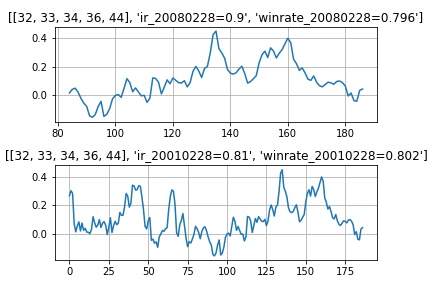 [[32, 33, 34, 36, 44], 'ir_20080228=0.9', 'winrate_20080228=0.796']
0.4
0.2
0.0
80 100 120 140 160 180
[[32, 33, 34, 36, 44], 'ir_20010228=0.81', 'winrate_20010228=0.802']
0.4
0.2
0.0
0 25 50 75 100 125 150 175